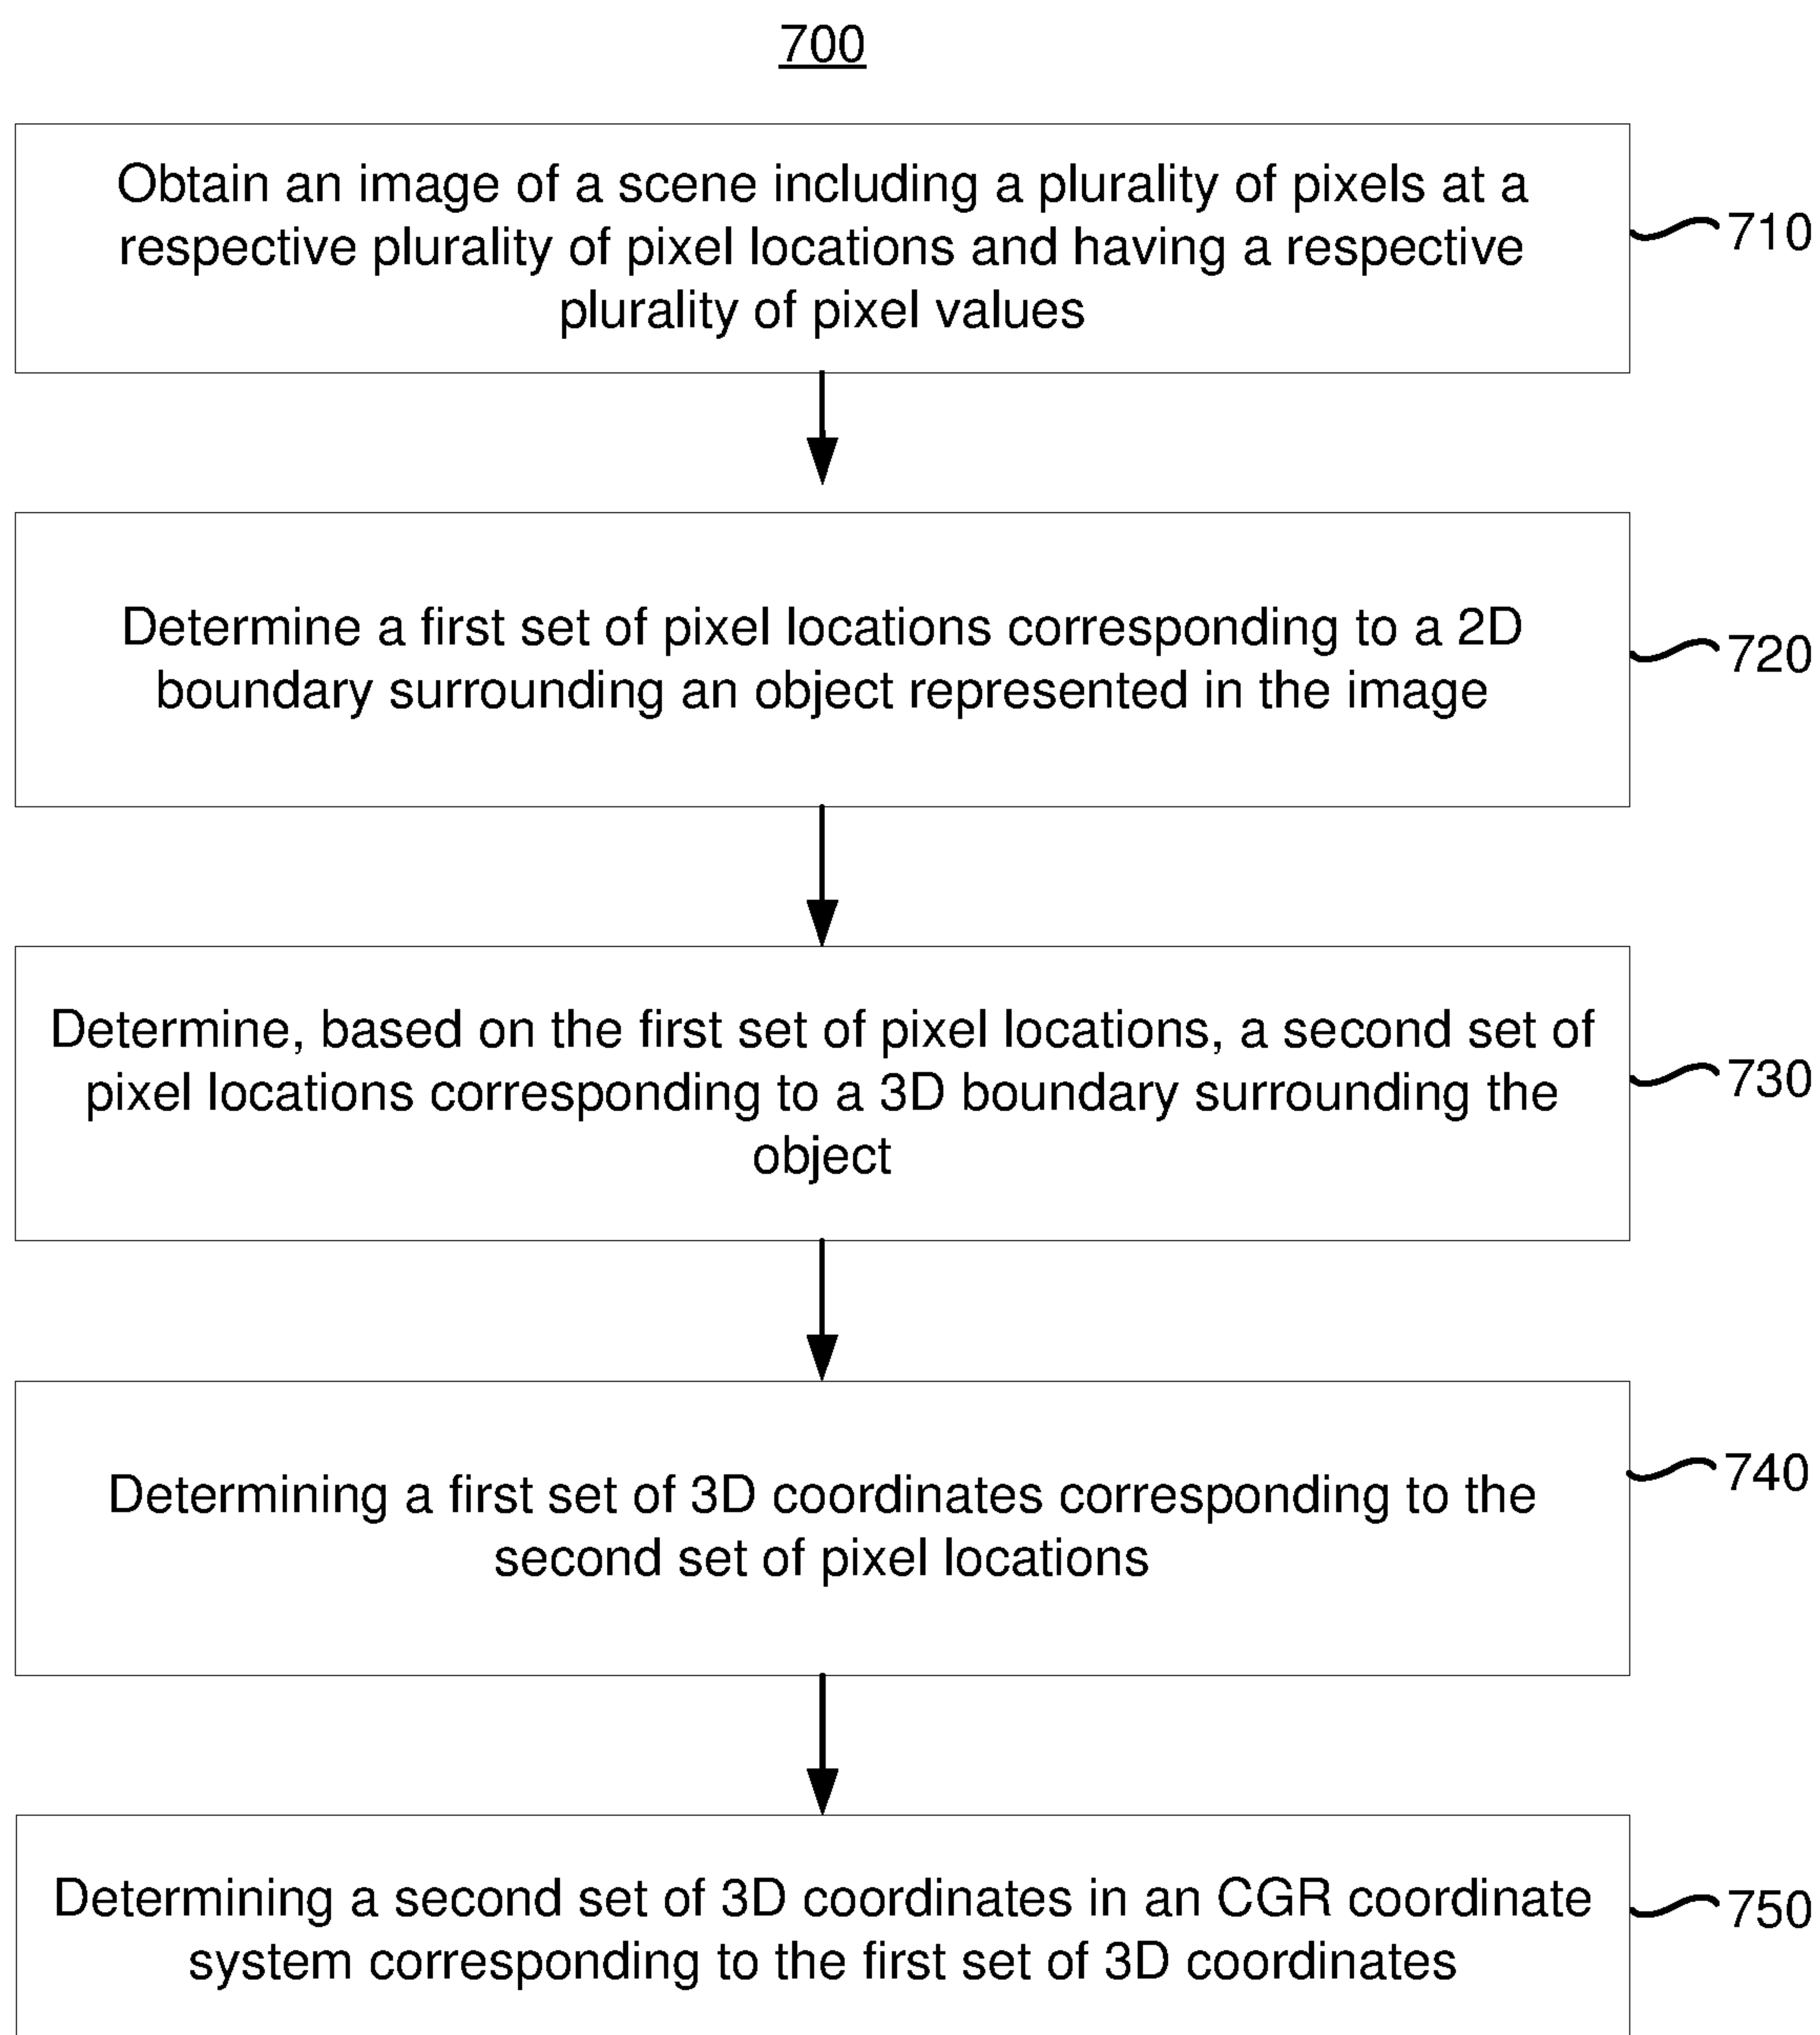 700
Obtain an image of a scene including a plurality of pixels at a
respective plurality of pixel locations and having a respective
plurality of pixel values
710
Determine a first set of pixel locations corresponding to a 2D
boundary surrounding an object represented in the image
720
Determine, based on the first set of pixel locations, a second set of
pixel locations corresponding to a 3D boundary surrounding the
object
730
Determining a first set of 3D coordinates corresponding to the
second set of pixel locations
740
Determining a second set of 3D coordinates in an CGR coordinate
system corresponding to the first set of 3D coordinates
750